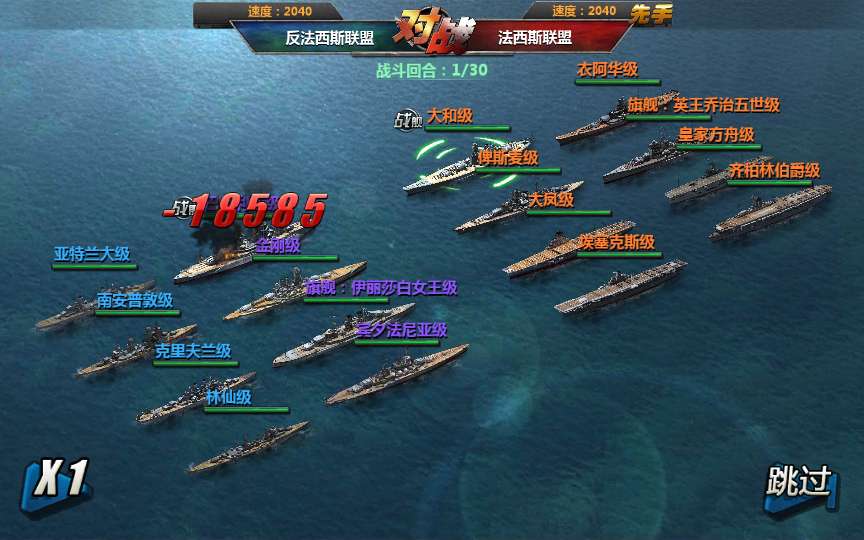 速度：2040
速度：2040
先手
反法西斯联盟
对战
法西斯联盟
战斗回合：1/30
衣阿华级
旗舰：英王乔治五世级
战舰
大和级
皇家方舟级
俾斯麦级
齐柏林伯爵级
大凤级
-18585
埃塞克斯级
金刚级
亚特兰大级
旗舰：伊丽莎白女王级
南安普敦级
宾夕法尼亚级
克里夫兰级
林仙级
X1
跳过